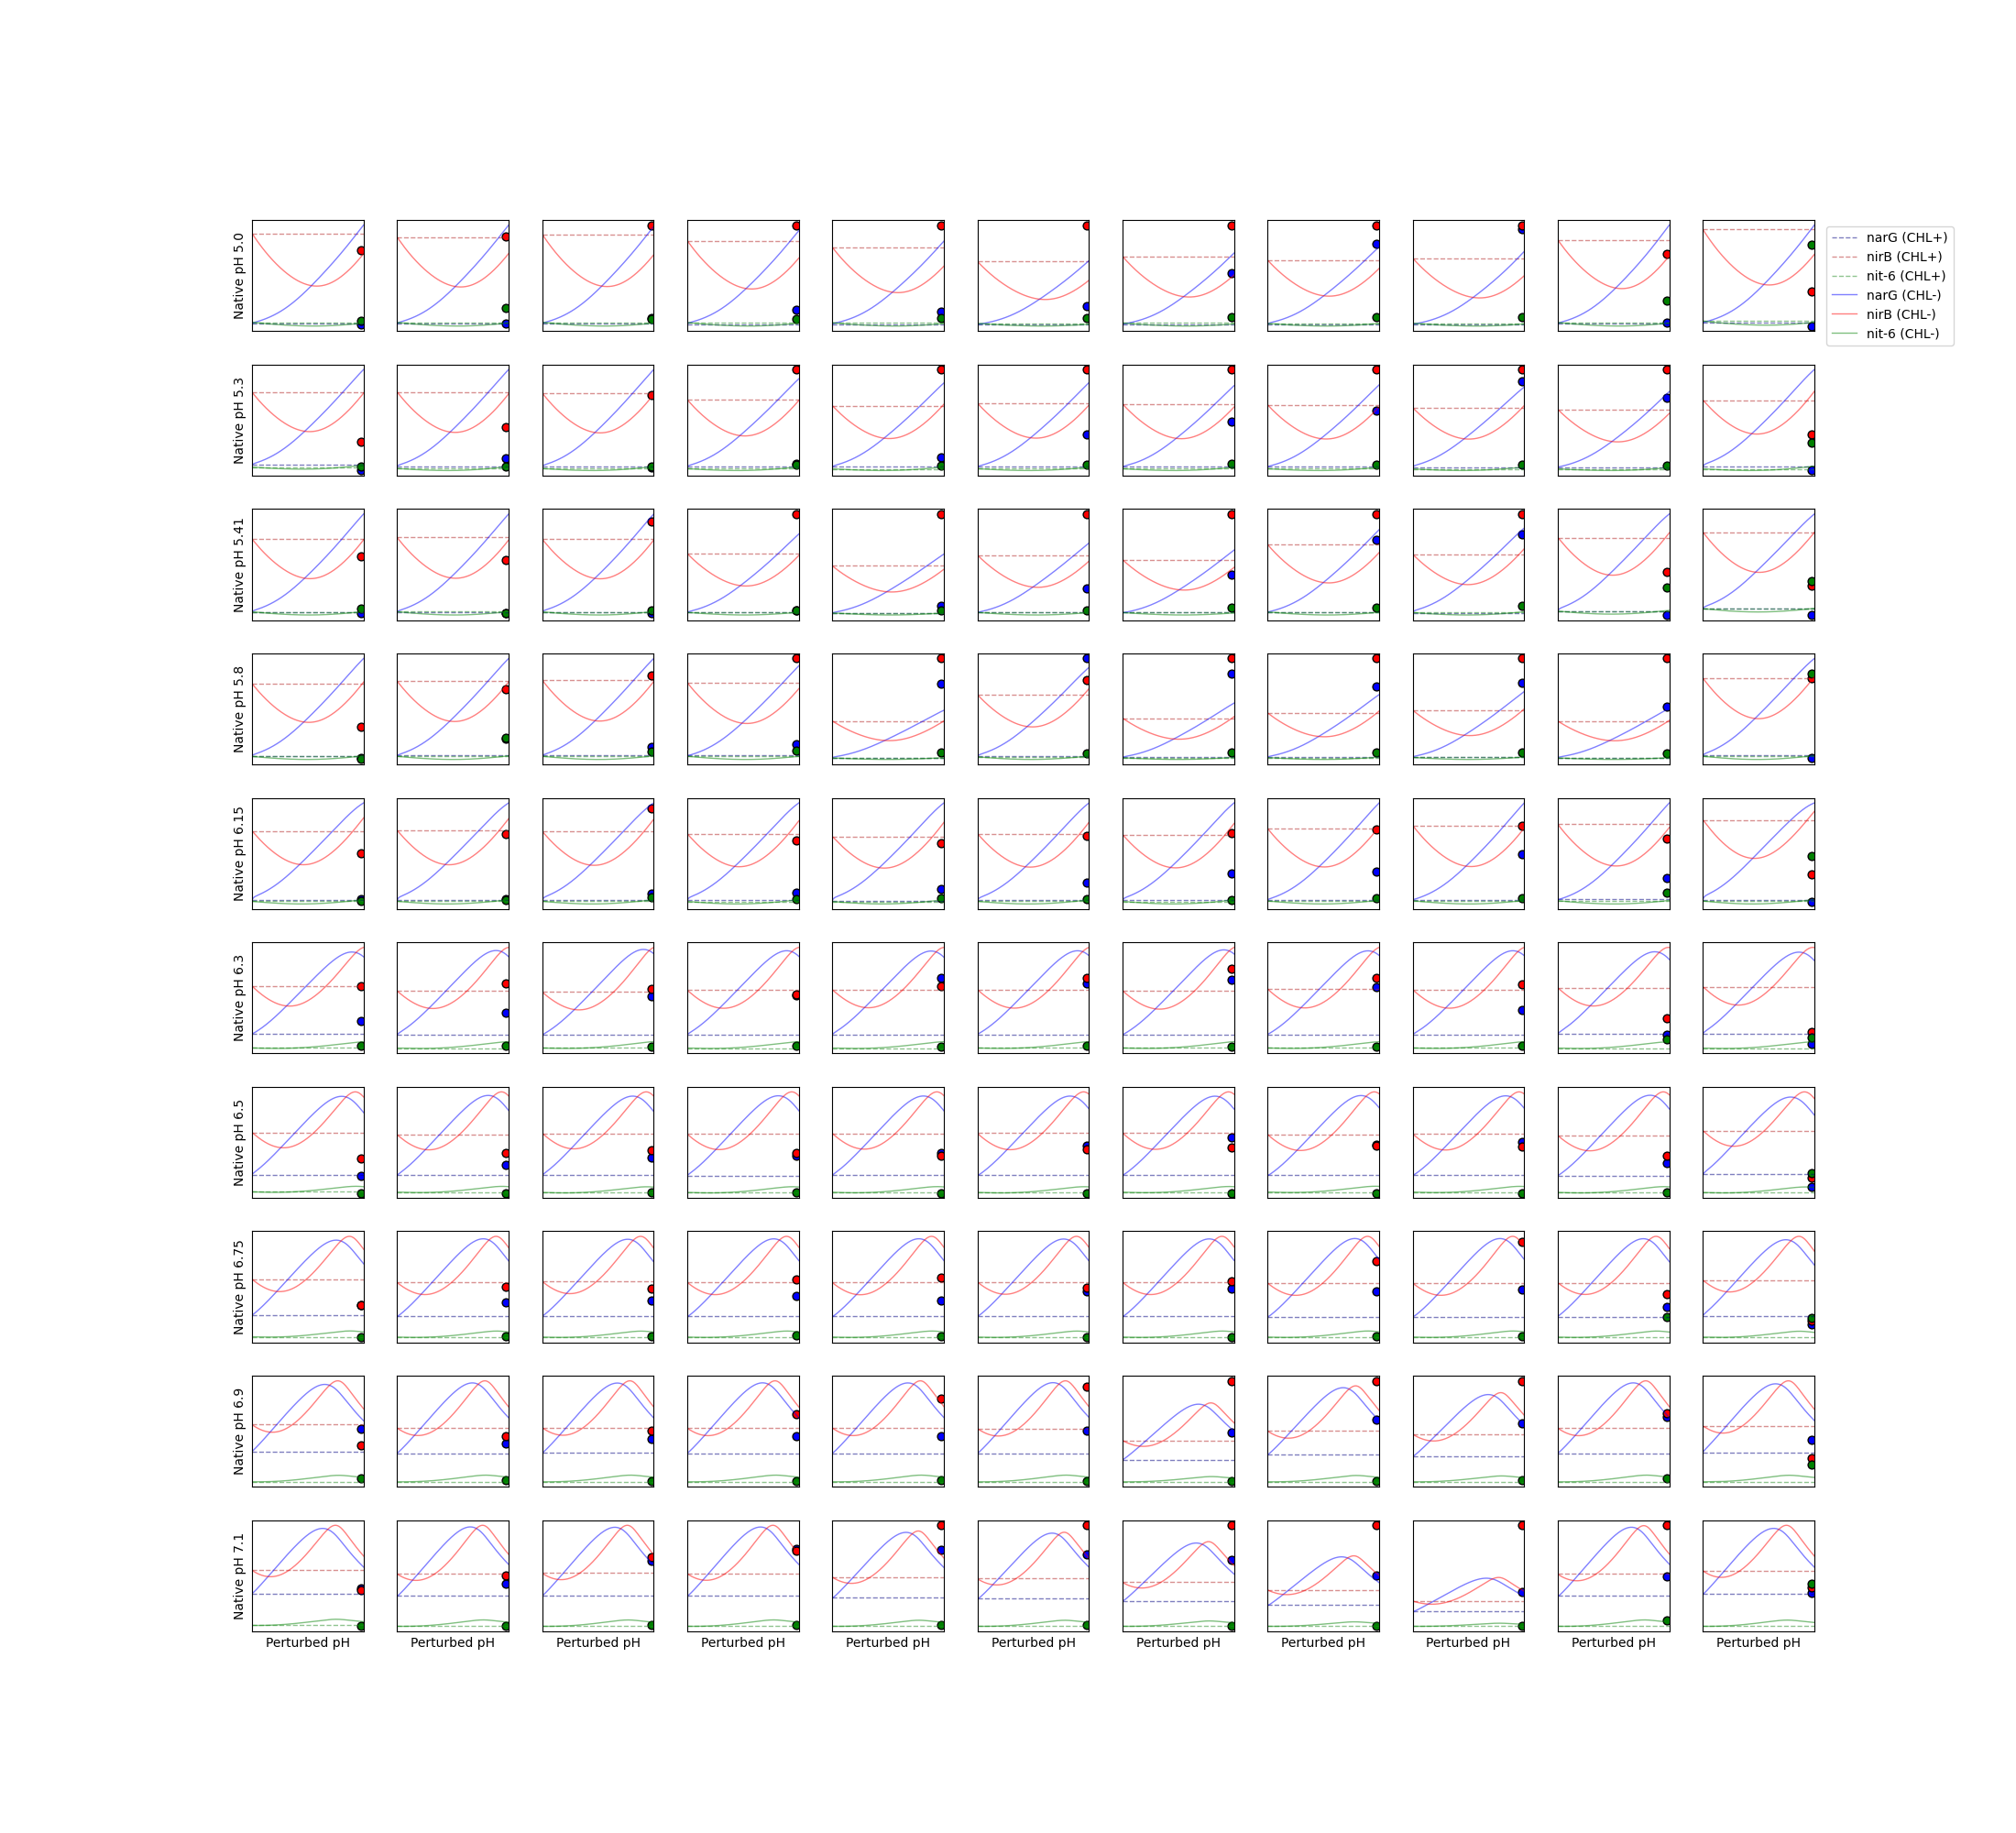 Native pH 5.0
narG (CHL+)
nirB (CHL+)
nit-6 (CHL+)
narG (CHL-)
nirB (CHL-)
nit-6 (CHL-)
Native pH 5.3
Native pH 5.41
Native pH 5.8
Native pH 6.15
Native pH 6.3
Native pH 6.5
Native pH 6.75
Native pH 6.9
Native pH 7.1
Perturbed pH Perturbed pH Perturbed pH Perturbed pH Perturbed pH Perturbed pH Perturbed pH Perturbed pH Perturbed pH Perturbed pH Perturbed pH